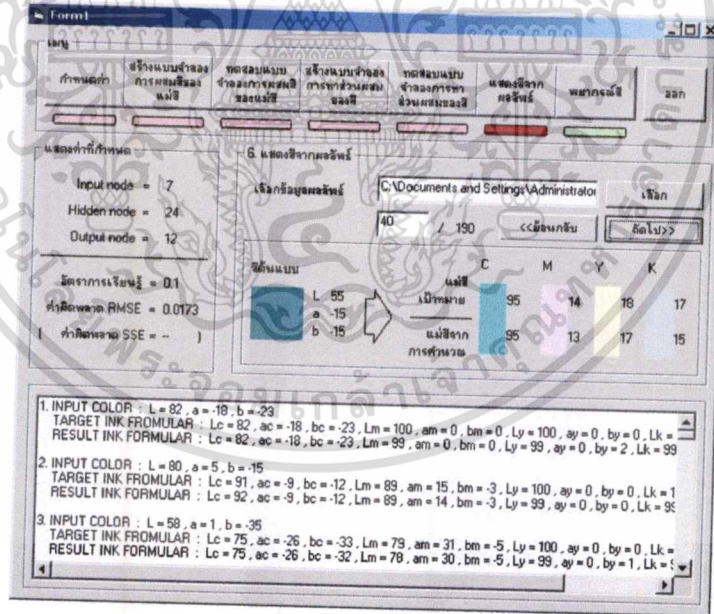 Form1
เมนู
กำหนดค่า
สร้างแบบจำลอง
การผสมสีของ
แม่สี
ทดสอบแบบ
จำลองการผสมสี
ของแม่สี
สร้างแบบจำลอง
การหาส่วนผสม
ของสี
ทดสอบแบบ
จำลองการหา
ส่วนผสมของสี
แสดงสีจาก
ผลลัพธ์
พยากรณ์สี
ออก
แสดงค่าที่กำหนด
Input node = 7
Hidden node = 24
Output node = 12
อัตราการเรียนรู้ = 0.1
ค่าผิดพลาด RMSE = 0.0173
( ค่าผิดพลาด SSE = -- )
6. แสดงสีจากผลลัพธ์
เลือกข้อมูลผลลัพธ์
C:\Documents and Settings\Administrator
เลือก
40 / 190
<<ย้อนกลับ
ถัดไป>>
สีต้นแบบ
L 55
a -15
b -15
C M Y K
แม่สี
เป้าหมาย
95 14 18 17
แม่สีจาก
การคำนวณ
95 13 17 15
1. INPUT COLOR : L = 82 , a = -18 , b = -23
TARGET INK FROMULAR : Lc = 82 , ac = -18 , bc = -23 , Lm = 100 , am = 0 , bm = 0 , Ly = 100 , ay = 0 , by = 0 , Lk =
RESULT INK FORMULAR : Lc = 82 , ac = -18 , bc = -23 , Lm = 99 , am = 0 , bm = 0 , Ly = 99 , ay = 0 , by = 2 , Lk = 99
2. INPUT COLOR : L = 80 , a = 5 , b = -15
TARGET INK FROMULAR : Lc = 91 , ac = -9 , bc = -12 , Lm = 89 , am = 15 , bm = -3 , Ly = 100 , ay = 0 , by = 0 , Lk = 1
RESULT INK FORMULAR : Lc = 92 , ac = -9 , bc = -12 , Lm = 89 , am = 14 , bm = -3 , Ly = 99 , ay = 0 , by = 0 , Lk = 99
3. INPUT COLOR : L = 58 , a = 1 , b = -35
TARGET INK FROMULAR : Lc = 75 , ac = -26 , bc = -33 , Lm = 79 , am = 31 , bm = -5 , Ly = 100 , ay = 0 , by = 0 , Lk =
RESULT INK FORMULAR : Lc = 75 , ac = -26 , bc = -32 , Lm = 78 , am = 30 , bm = -5 , Ly = 99 , ay = 0 , by = 1 , Lk =